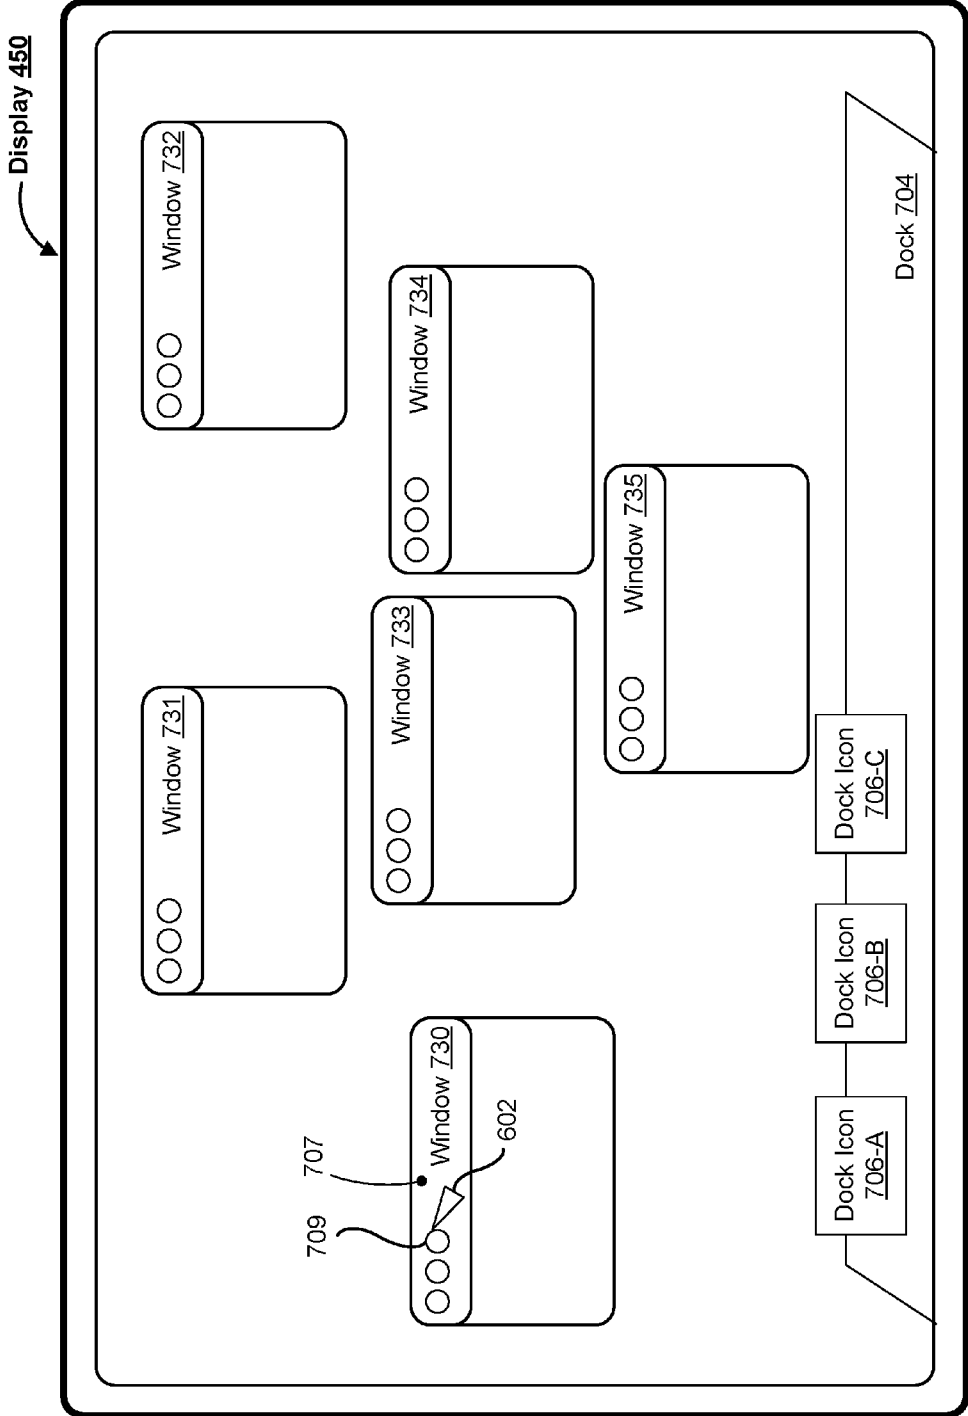 Display 450
Window 732
Window 731
Window 734
Window 733
Window 730
707
709
602
Window 735
Dock Icon
706-A
Dock Icon
706-B
Dock Icon
706-C
Dock 704